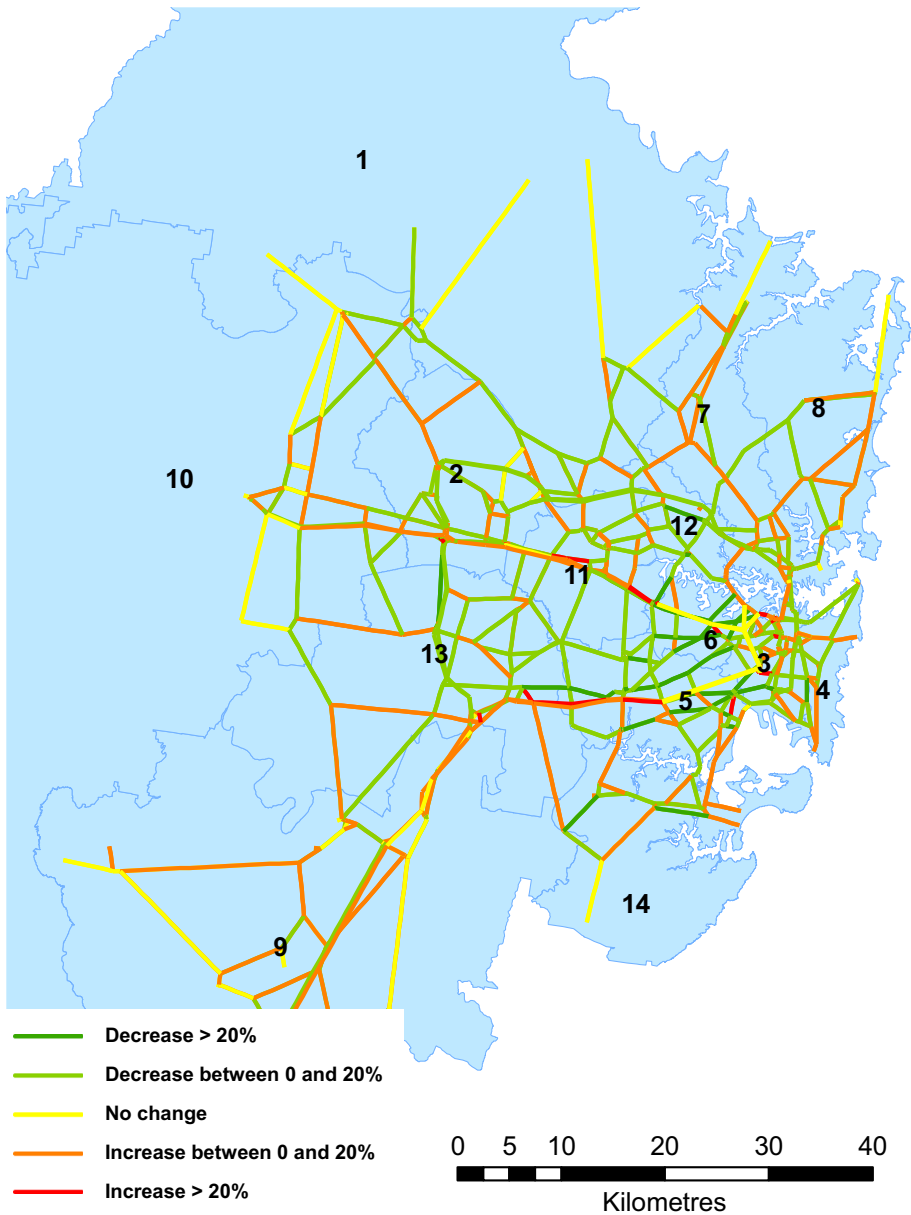 1
7
8
2
10
12
11
6
13
3
4
5
14
9
Decrease > 20%
Decrease between 0 and 20%
No change
Increase between 0 and 20%
Increase > 20%
0 5 10 20 30 40
Kilometres